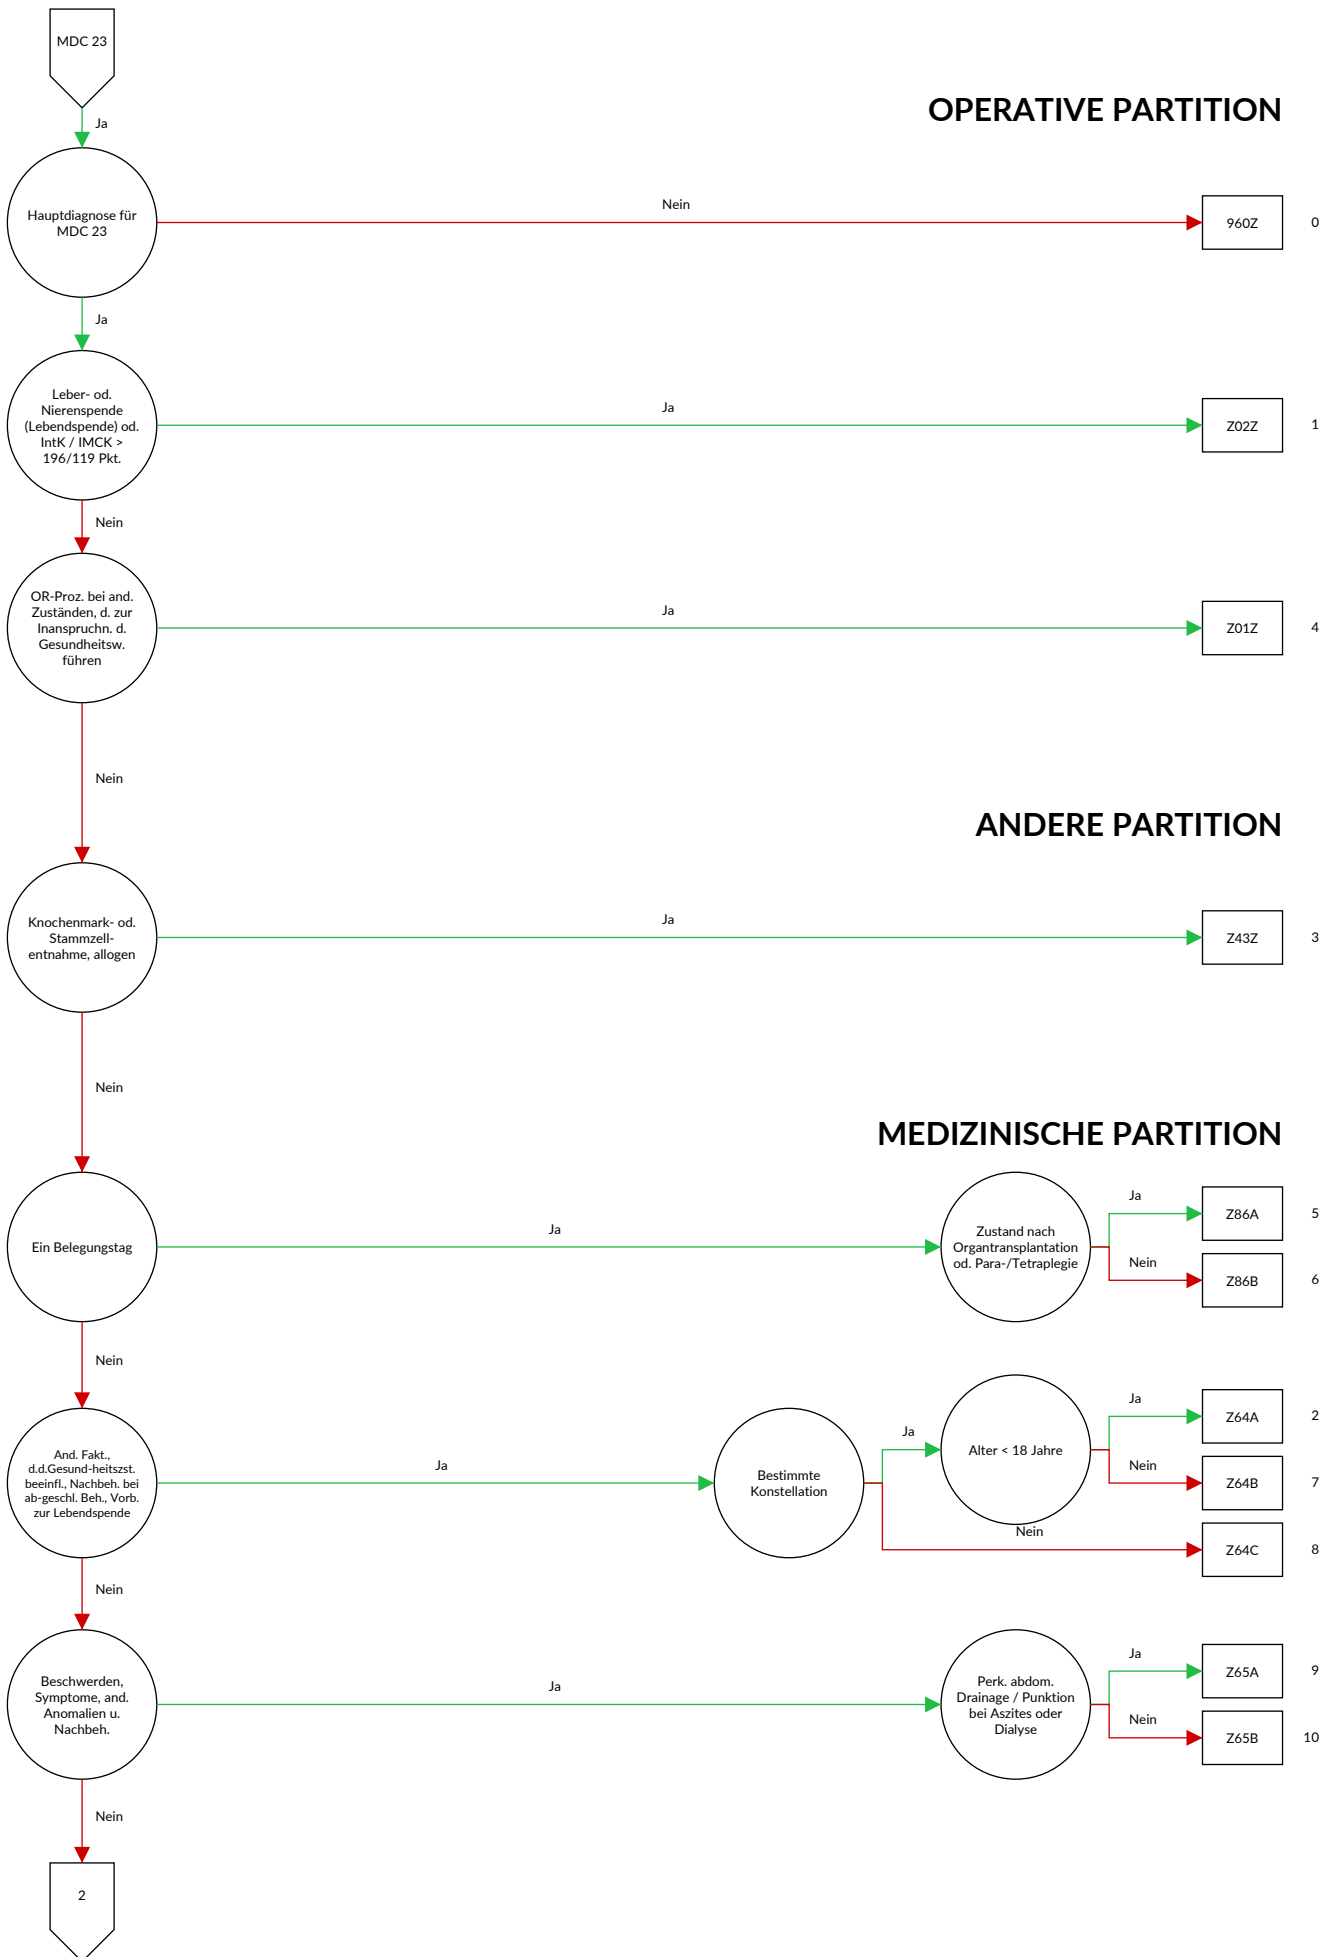 MDC 23
OPERATIVE PARTITION
Ja
Hauptdiagnose für
MDC 23
Nein
960Z
0
Ja
Leber- od.
Nierenspende
(Lebendspende) od.
IntK / IMCK >
196/119 Pkt.
Ja
Z02Z
1
Nein
OR-Proz. bei and.
Zuständen, d. zur
Inanspruchn. d.
Gesundheitsw.
führen
Ja
Z01Z
4
Nein
ANDERE PARTITION
Knochenmark- od.
Stammzell-
entnahme, allogen
Ja
Z43Z
3
Nein
MEDIZINISCHE PARTITION
Ein Belegungstag
Ja
Zustand nach
Organtransplantation
od. Para-/Tetraplegie
Ja
Z86A
5
Nein
Z86B
6
Nein
And. Fakt.,
d.d.Gesund-heitszst.
beeinfl., Nachbeh. bei
ab-geschl. Beh., Vorb.
zur Lebendspende
Ja
Bestimmte
Konstellation
Ja
Alter < 18 Jahre
Ja
Z64A
2
Nein
Z64B
7
Nein
Z64C
8
Nein
Beschwerden,
Symptome, and.
Anomalien u.
Nachbeh.
Ja
Perk. abdom.
Drainage / Punktion
bei Aszites oder
Dialyse
Ja
Z65A
9
Nein
Z65B
10
Nein
2